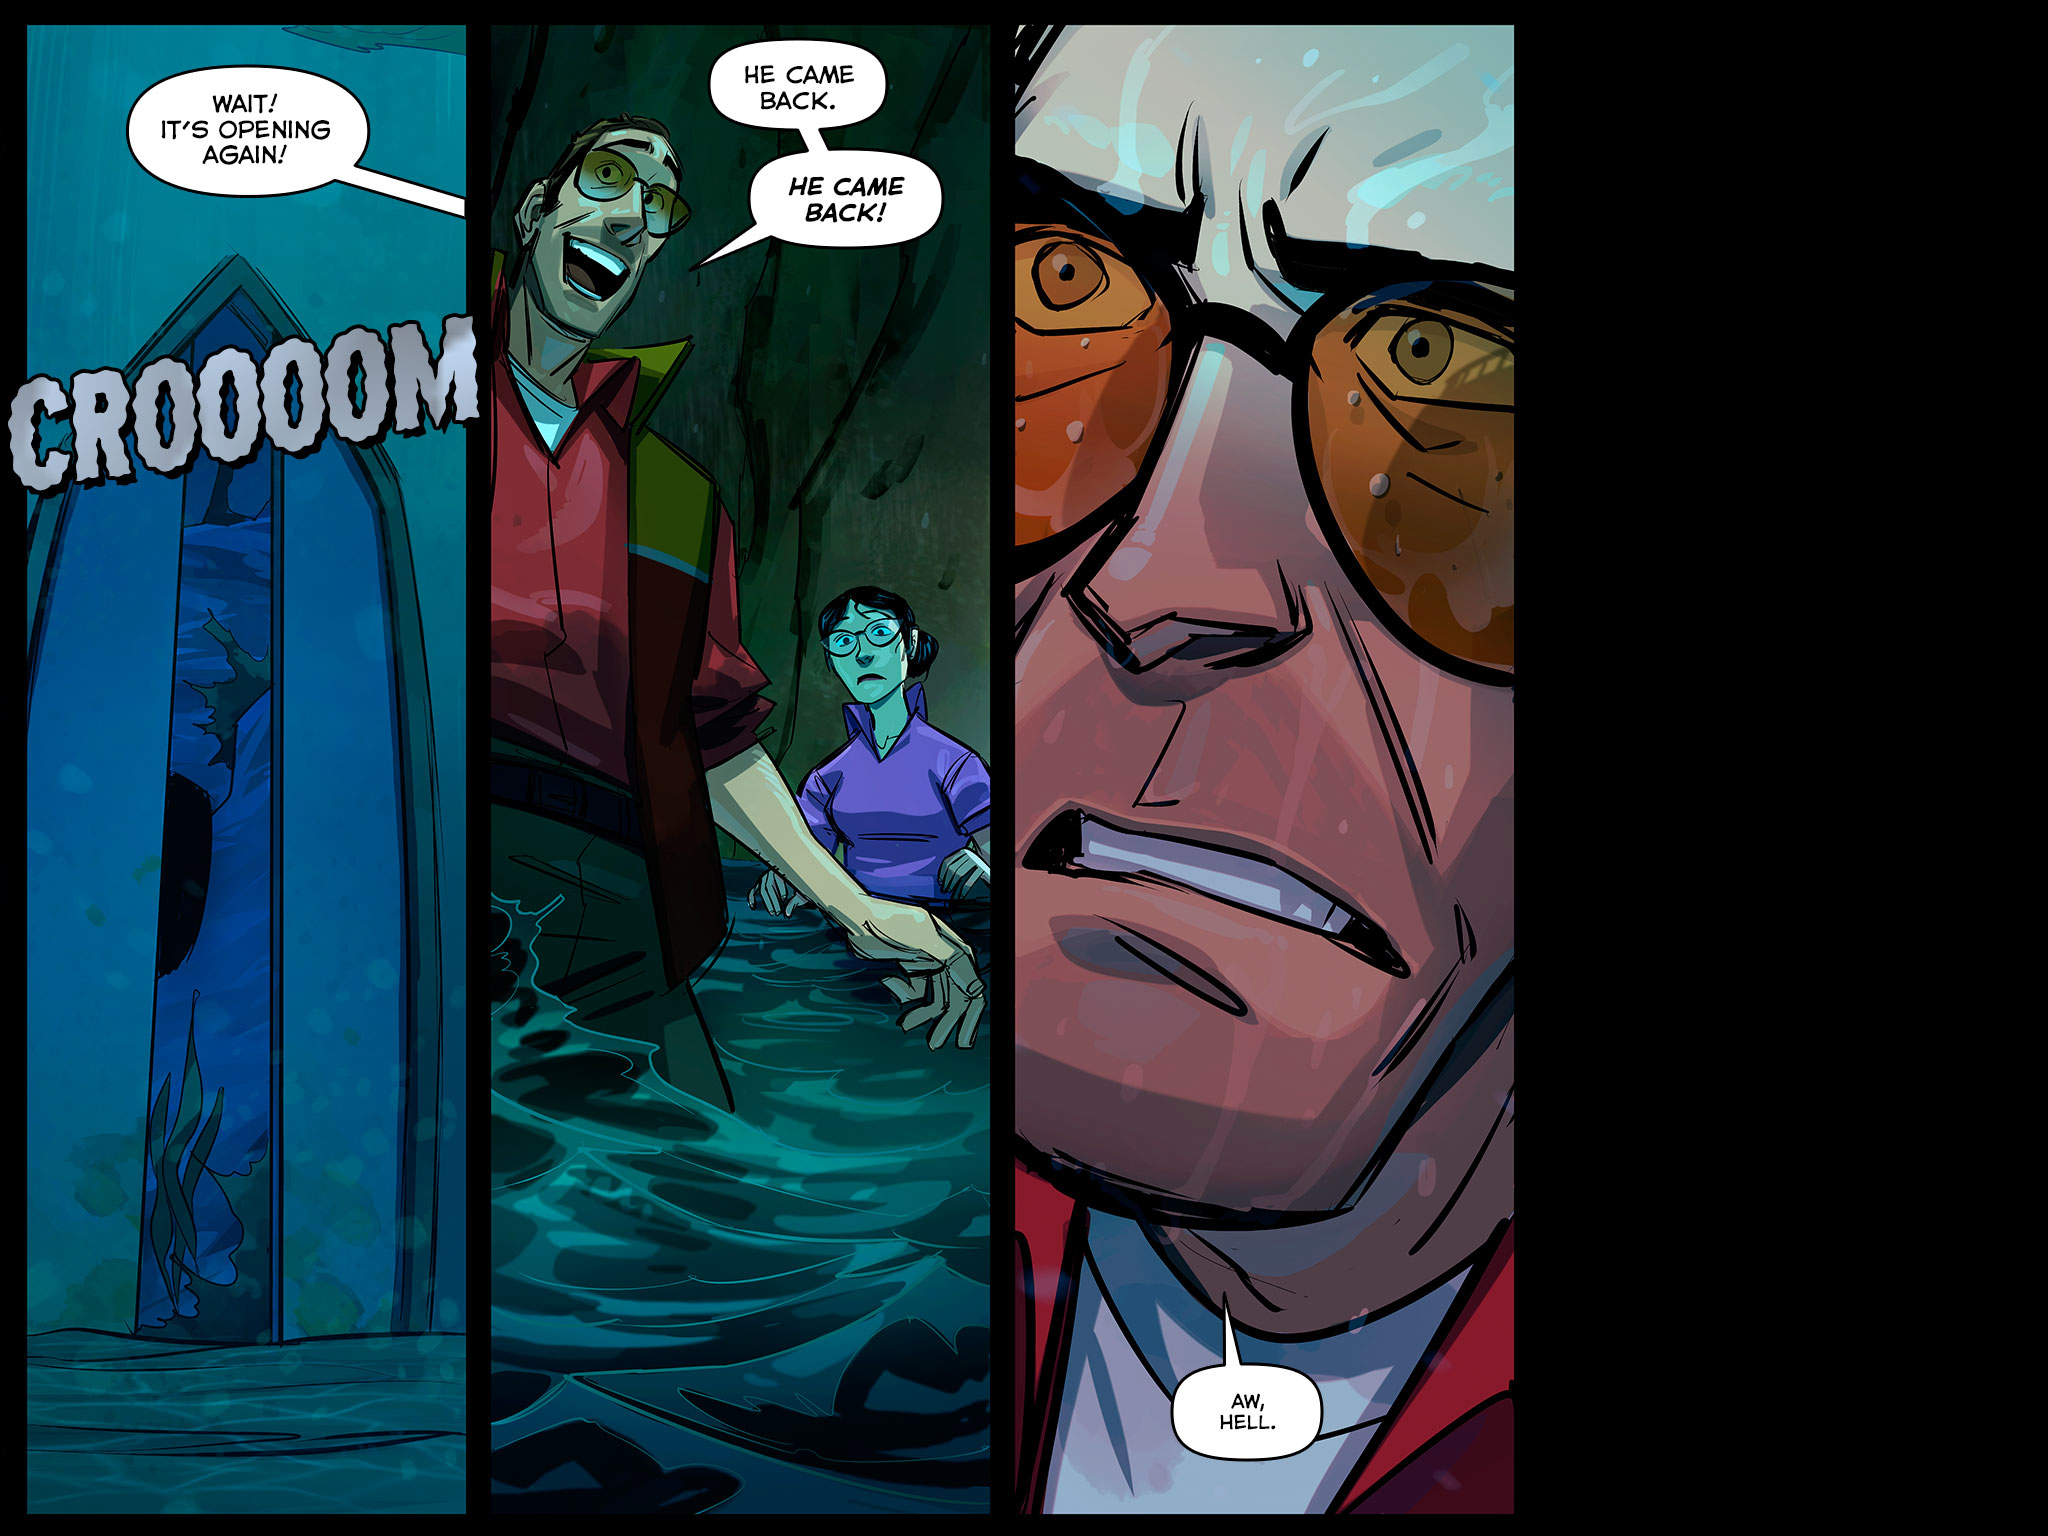 WAIT!
IT'S OPENING
AGAIN!
CROOOOM
HE CAME
BACK.
HE CAME
BACK!
AW,
HELL.